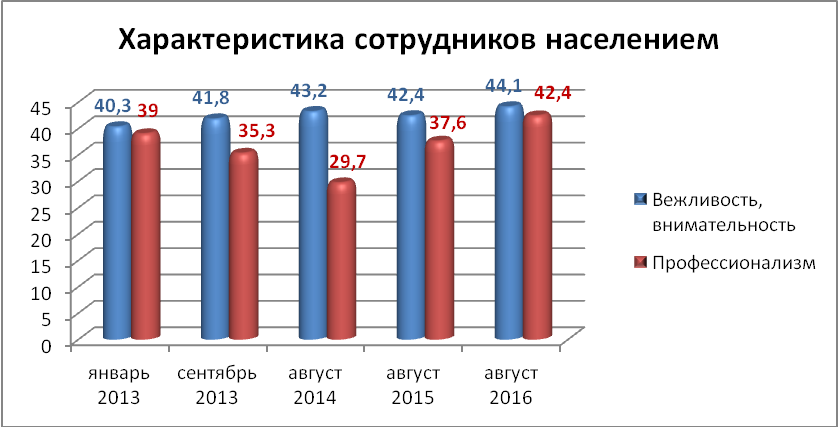 Характеристика сотрудников населением
40,3
39
41,8
35,3
43,2
29,7
42,4
37,6
44,1
42,4
45
40
35
30
25
20
15
10
5
0
январь
2013
сентябрь
2013
август
2014
август
2015
август
2016
Вежливость,
внимательность
Профессионализм